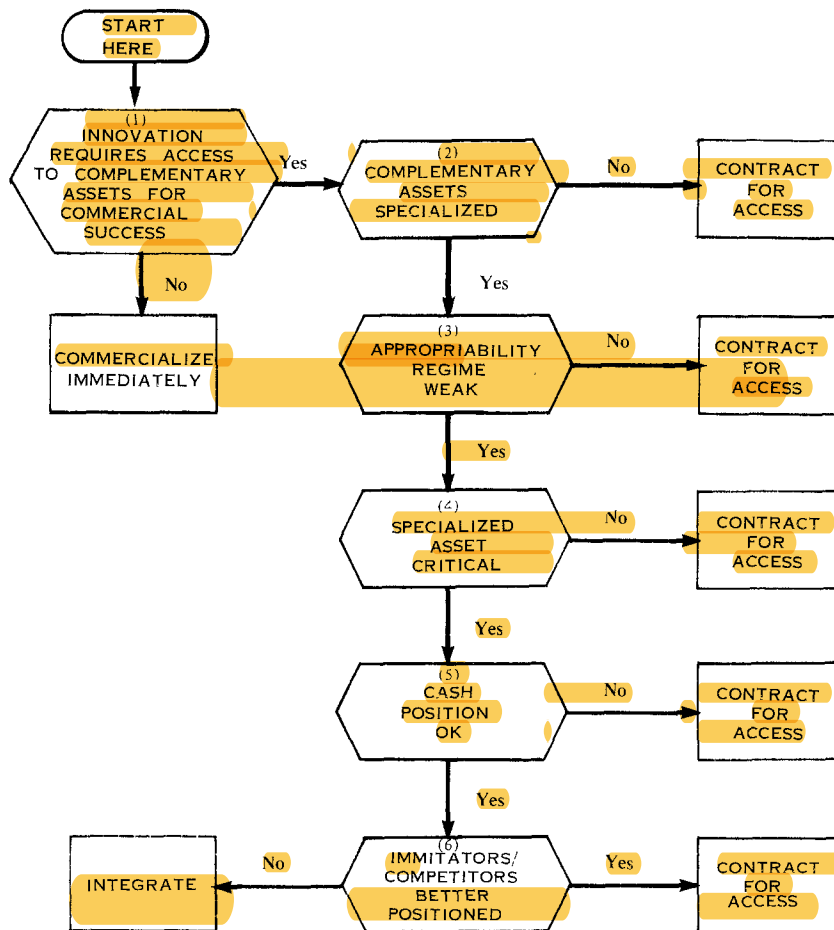 START
HERE
(1)
INNOVATION
REQUIRES ACCESS
TO COMPLEMENTARY
ASSETS FOR
COMMERCIAL
SUCCESS
Yes
(2)
COMPLEMENTARY
ASSETS
SPECIALIZED
No
CONTRACT
FOR
ACCESS
No
Yes
COMMERCIALIZE
IMMEDIATELY
(3)
APPROPRIABILITY
REGIME
WEAK
No
CONTRACT
FOR
ACCESS
Yes
(4)
SPECIALIZED
ASSET
CRITICAL
No
CONTRACT
FOR
ACCESS
Yes
(5)
CASH
POSITION
OK
No
CONTRACT
FOR
ACCESS
Yes
INTEGRATE
No
(6)
IMMITATORS/
COMPETITORS
BETTER
POSITIONED
Yes
CONTRACT
FOR
ACCESS